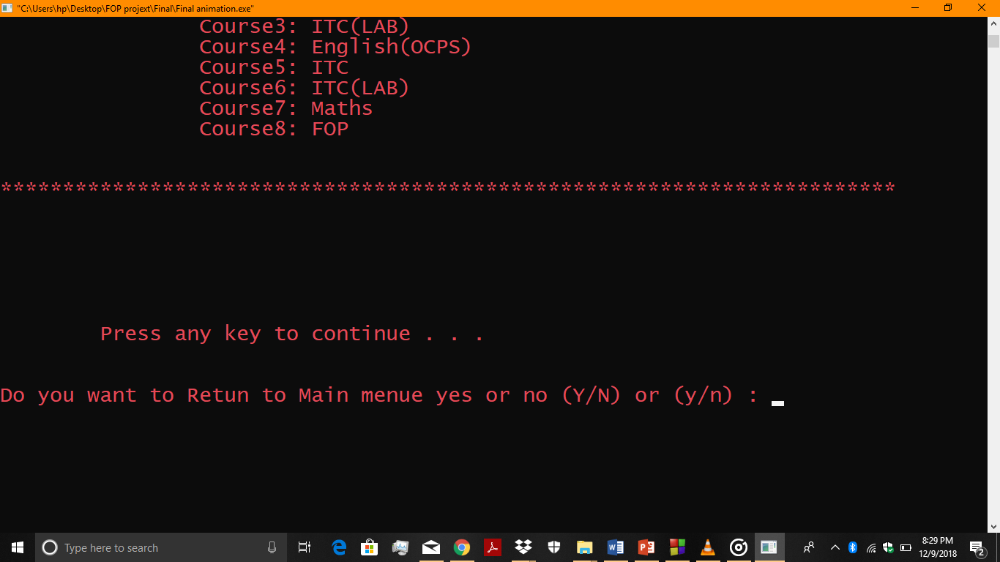 "C:\Users\hp\Desktop\FOP projext\Final\Final animation.exe"
Course3: ITC(LAB)
Course4: English(OCPS)
Course5: ITC
Course6: ITC(LAB)
Course7: Maths
Course8: FOP
************************************************************************
Press any key to continue . . .
Do you want to Retun to Main menue yes or no (Y/N) or (y/n) :
Type here to search
8:29 PM
12/9/2018
2